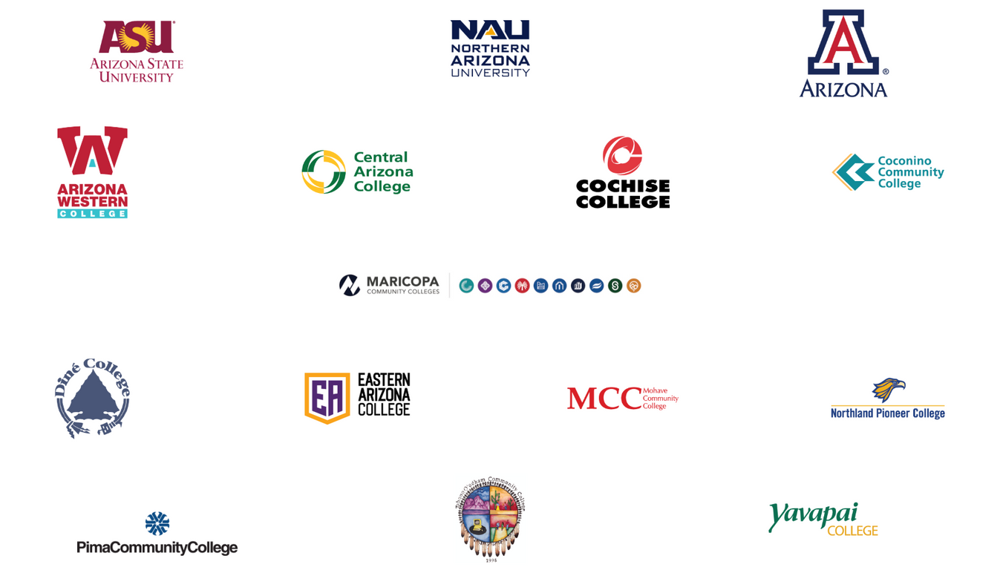 ASU
ARIZONA STATE
UNIVERSITY
NAU
NORTHERN
ARIZONA
UNIVERSITY
A ®
ARIZONA
AW
ARIZONA
WESTERN
COLLEGE
Central
Arizona
College
COCHISE
COLLEGE
Coconino
Community
College
MARICOPA
COMMUNITY COLLEGES
Diné College
EA
EASTERN
ARIZONA
COLLEGE
MCC
Mohave
Community
College
Northland Pioneer College
PimaCommunityCollege
Tohono O'odham Community College
1998
Yavapai
COLLEGE